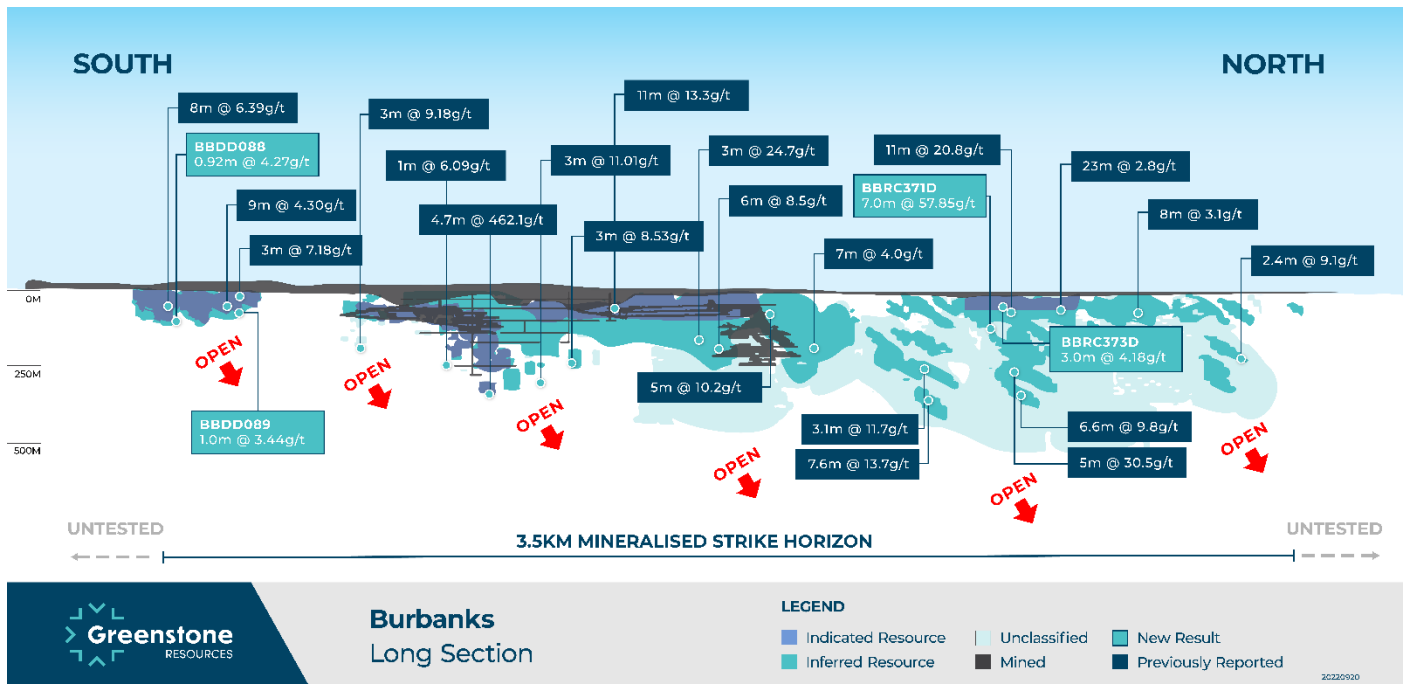 SOUTH
NORTH
8m @ 6.39g/t
BBDD088
0.92m @ 4.27g/t
9m @ 4.30g/t
3m @ 7.18g/t
3m @ 9.18g/t
1m @ 6.09g/t
4.7m @ 462.1g/t
11m @ 13.3g/t
3m @ 11.01g/t
3m @ 8.53g/t
3m @ 24.7g/t
6m @ 8.5g/t
7m @ 4.0g/t
11m @ 20.8g/t
BBRC371D
7.0m @ 57.85g/t
23m @ 2.8g/t
8m @ 3.1g/t
2.4m @ 9.1g/t
0M
250M
500M
OPEN
OPEN
OPEN
OPEN
OPEN
OPEN
BBDD089
1.0m @ 3.44g/t
5m @ 10.2g/t
BBRC373D
3.0m @ 4.18g/t
3.1m @ 11.7g/t
7.6m @ 13.7g/t
6.6m @ 9.8g/t
5m @ 30.5g/t
UNTESTED
UNTESTED
3.5KM MINERALISED STRIKE HORIZON
Greenstone
RESOURCES
Burbanks
Long Section
LEGEND
Indicated Resource
Unclassified
New Result
Inferred Resource
Mined
Previously Reported
20220920